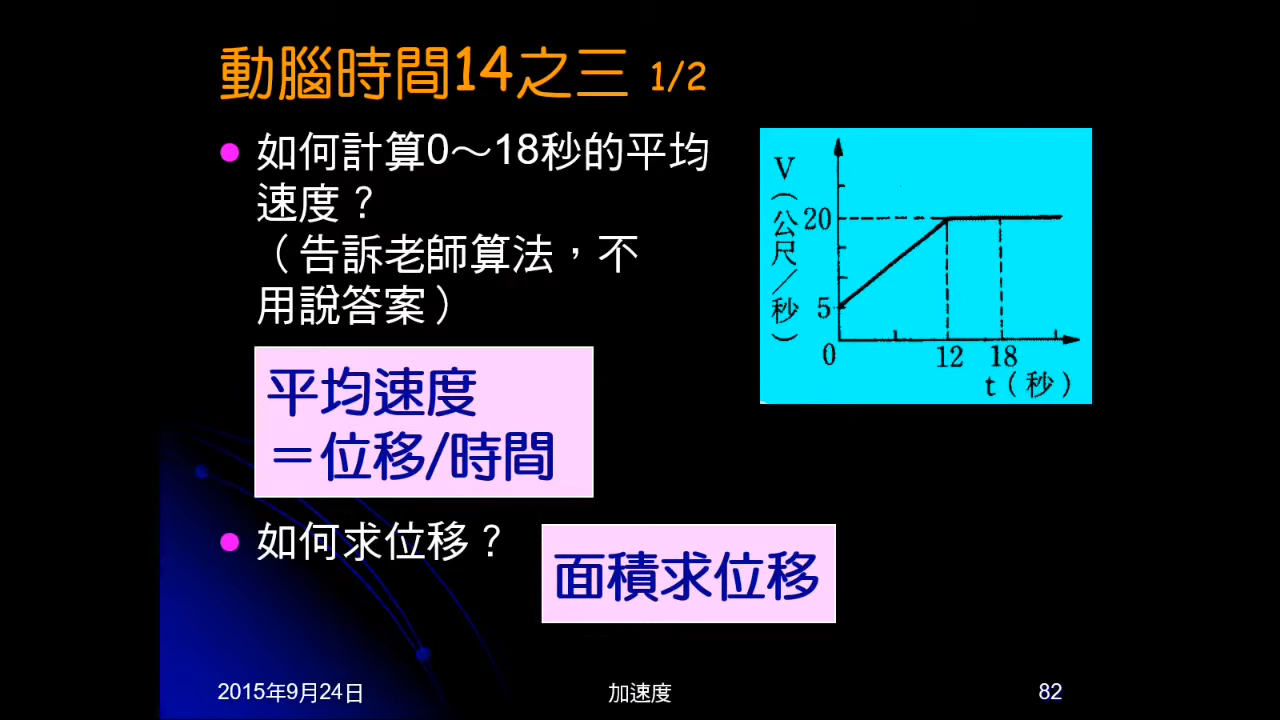 動腦時間14之三 1/2
如何計算0～18秒的平均
速度？
（告訴老師算法，不
用說答案）
平均速度
＝位移/時間
如何求位移？
面積求位移
V
（公尺／秒）
20
5
0
12 18
t（秒）
2015年9月24日
加速度
82